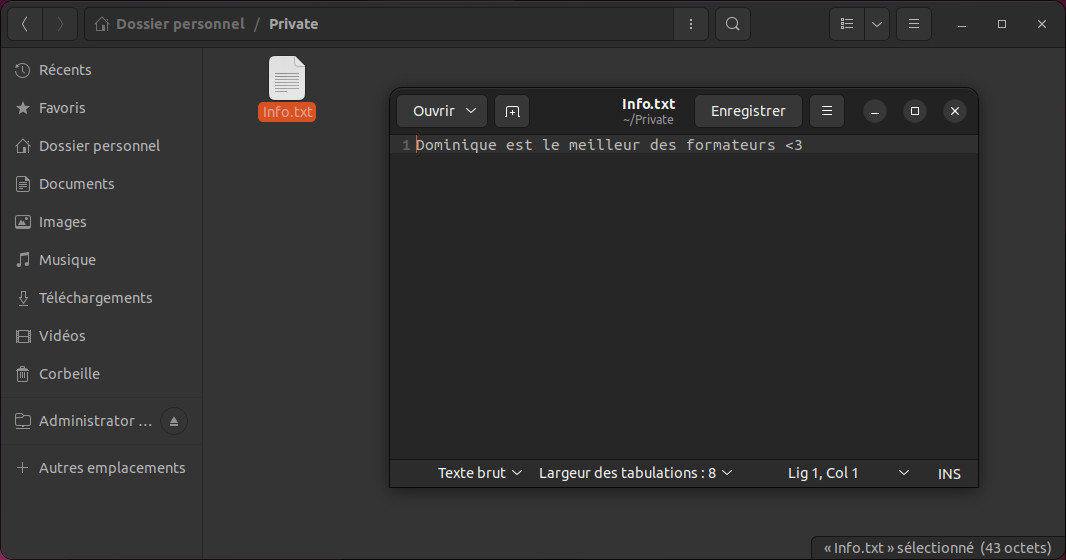 Dossier personnel / Private
Récents
Favoris
Dossier personnel
Documents
Images
Musique
Téléchargements
Vidéos
Corbeille
Administrator ...
+ Autres emplacements
Info.txt
Ouvrir
Info.txt
~/Private
Enregistrer
1 Dominique est le meilleur des formateurs <3
Texte brut
Largeur des tabulations : 8
Lig 1, Col 1
INS
« Info.txt » sélectionné (43 octets)